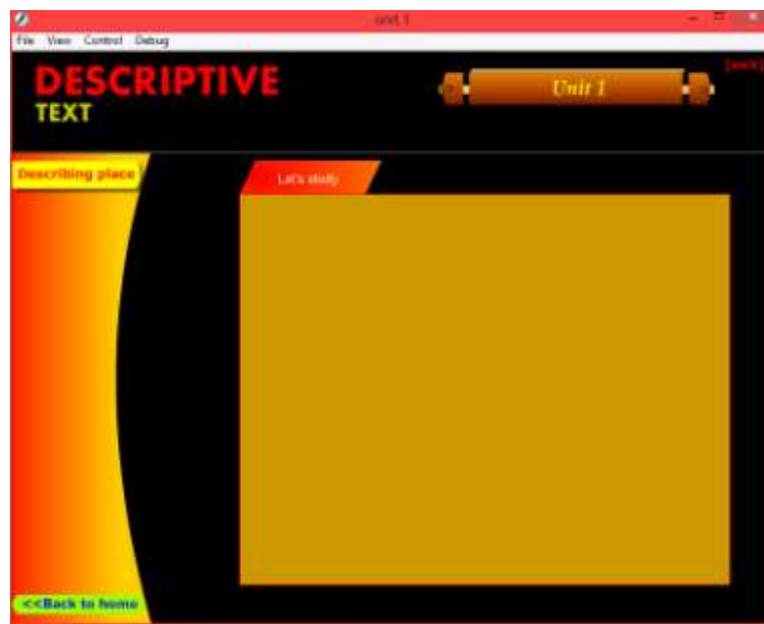 unit 1
File View Control Debug
DESCRIPTIVE
TEXT
Unit 1
[exit]
Describing place
Let's study
<<Back to home